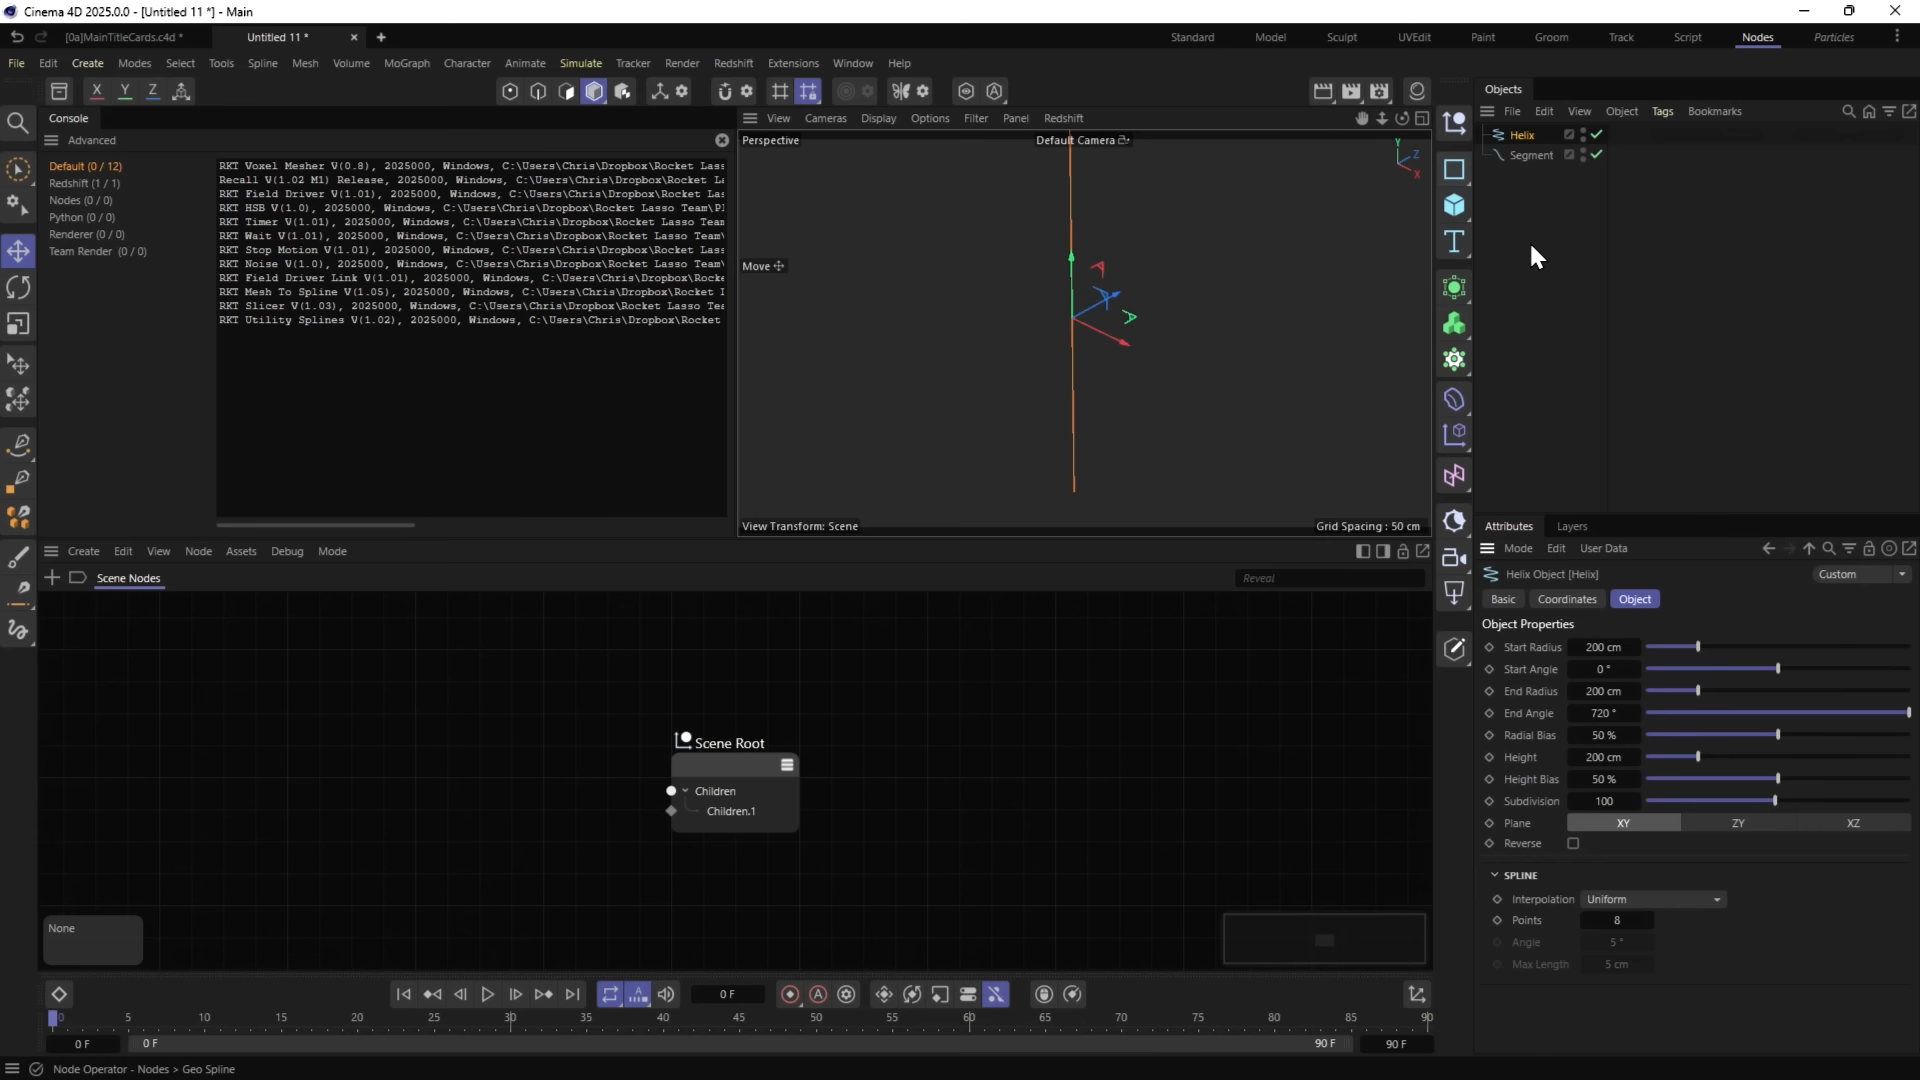 Cinema 4D 2025.0.0 - [Untitled 11 *] - Main
[0a]MainTitleCards.c4d *
Untitled 11 *
Standard Model Sculpt UVEdit Paint Groom Track Script Nodes Particles
File Edit Create Modes Select Tools Spline Mesh Volume MoGraph Character Animate Simulate Tracker Render Redshift Extensions Window Help
X Y Z
Console
Advanced
Default (0 / 12)
Redshift (1 / 1)
Nodes (0 / 0)
Python (0 / 0)
Renderer (0 / 0)
Team Render (0 / 0)
RKT Voxel Mesher V(0.8), 2025000, Windows, C:\Users\Chris\Dropbox\Rocket Lass
Recall V(1.02 M1) Release, 2025000, Windows, C:\Users\Chris\Dropbox\Rocket La
RKT Field Driver V(1.01), 2025000, Windows, C:\Users\Chris\Dropbox\Rocket Las
RKT HSB V(1.0), 2025000, Windows, C:\Users\Chris\Dropbox\Rocket Lasso Team\Pl
RKT Timer V(1.01), 2025000, Windows, C:\Users\Chris\Dropbox\Rocket Lasso Team
RKT Wait V(1.01), 2025000, Windows, C:\Users\Chris\Dropbox\Rocket Lasso Team\
RKT Stop Motion V(1.01), 2025000, Windows, C:\Users\Chris\Dropbox\Rocket Lass
RKT Noise V(1.0), 2025000, Windows, C:\Users\Chris\Dropbox\Rocket Lasso Team\
RKT Field Driver Link V(1.01), 2025000, Windows, C:\Users\Chris\Dropbox\Rocke
RKT Mesh To Spline V(1.05), 2025000, Windows, C:\Users\Chris\Dropbox\Rocket I
RKT Slicer V(1.03), 2025000, Windows, C:\Users\Chris\Dropbox\Rocket Lasso Tea
RKT Utility Splines V(1.02), 2025000, Windows, C:\Users\Chris\Dropbox\Rocket
View Cameras Display Options Filter Panel Redshift
Perspective
Default Camera
Y
Z
X
Move
View Transform: Scene
Grid Spacing : 50 cm
Objects
File Edit View Object Tags Bookmarks
Helix
Segment
Create Edit View Node Assets Debug Mode
Scene Nodes
Reveal
Scene Root
Children
Children.1
None
Attributes Layers
Mode Edit User Data
Helix Object [Helix]
Custom
Basic Coordinates Object
Object Properties
Start Radius 200 cm
Start Angle 0 °
End Radius 200 cm
End Angle 720 °
Radial Bias 50 %
Height 200 cm
Height Bias 50 %
Subdivision 100
Plane XY ZY XZ
Reverse
SPLINE
Interpolation Uniform
Points 8
Angle 5 °
Max Length 5 cm
0 F
0 5 10 15 20 25 30 35 40 45 50 55 60 65 70 75 80 85 90
0 F 0 F 90 F 90 F
Node Operator - Nodes > Geo Spline